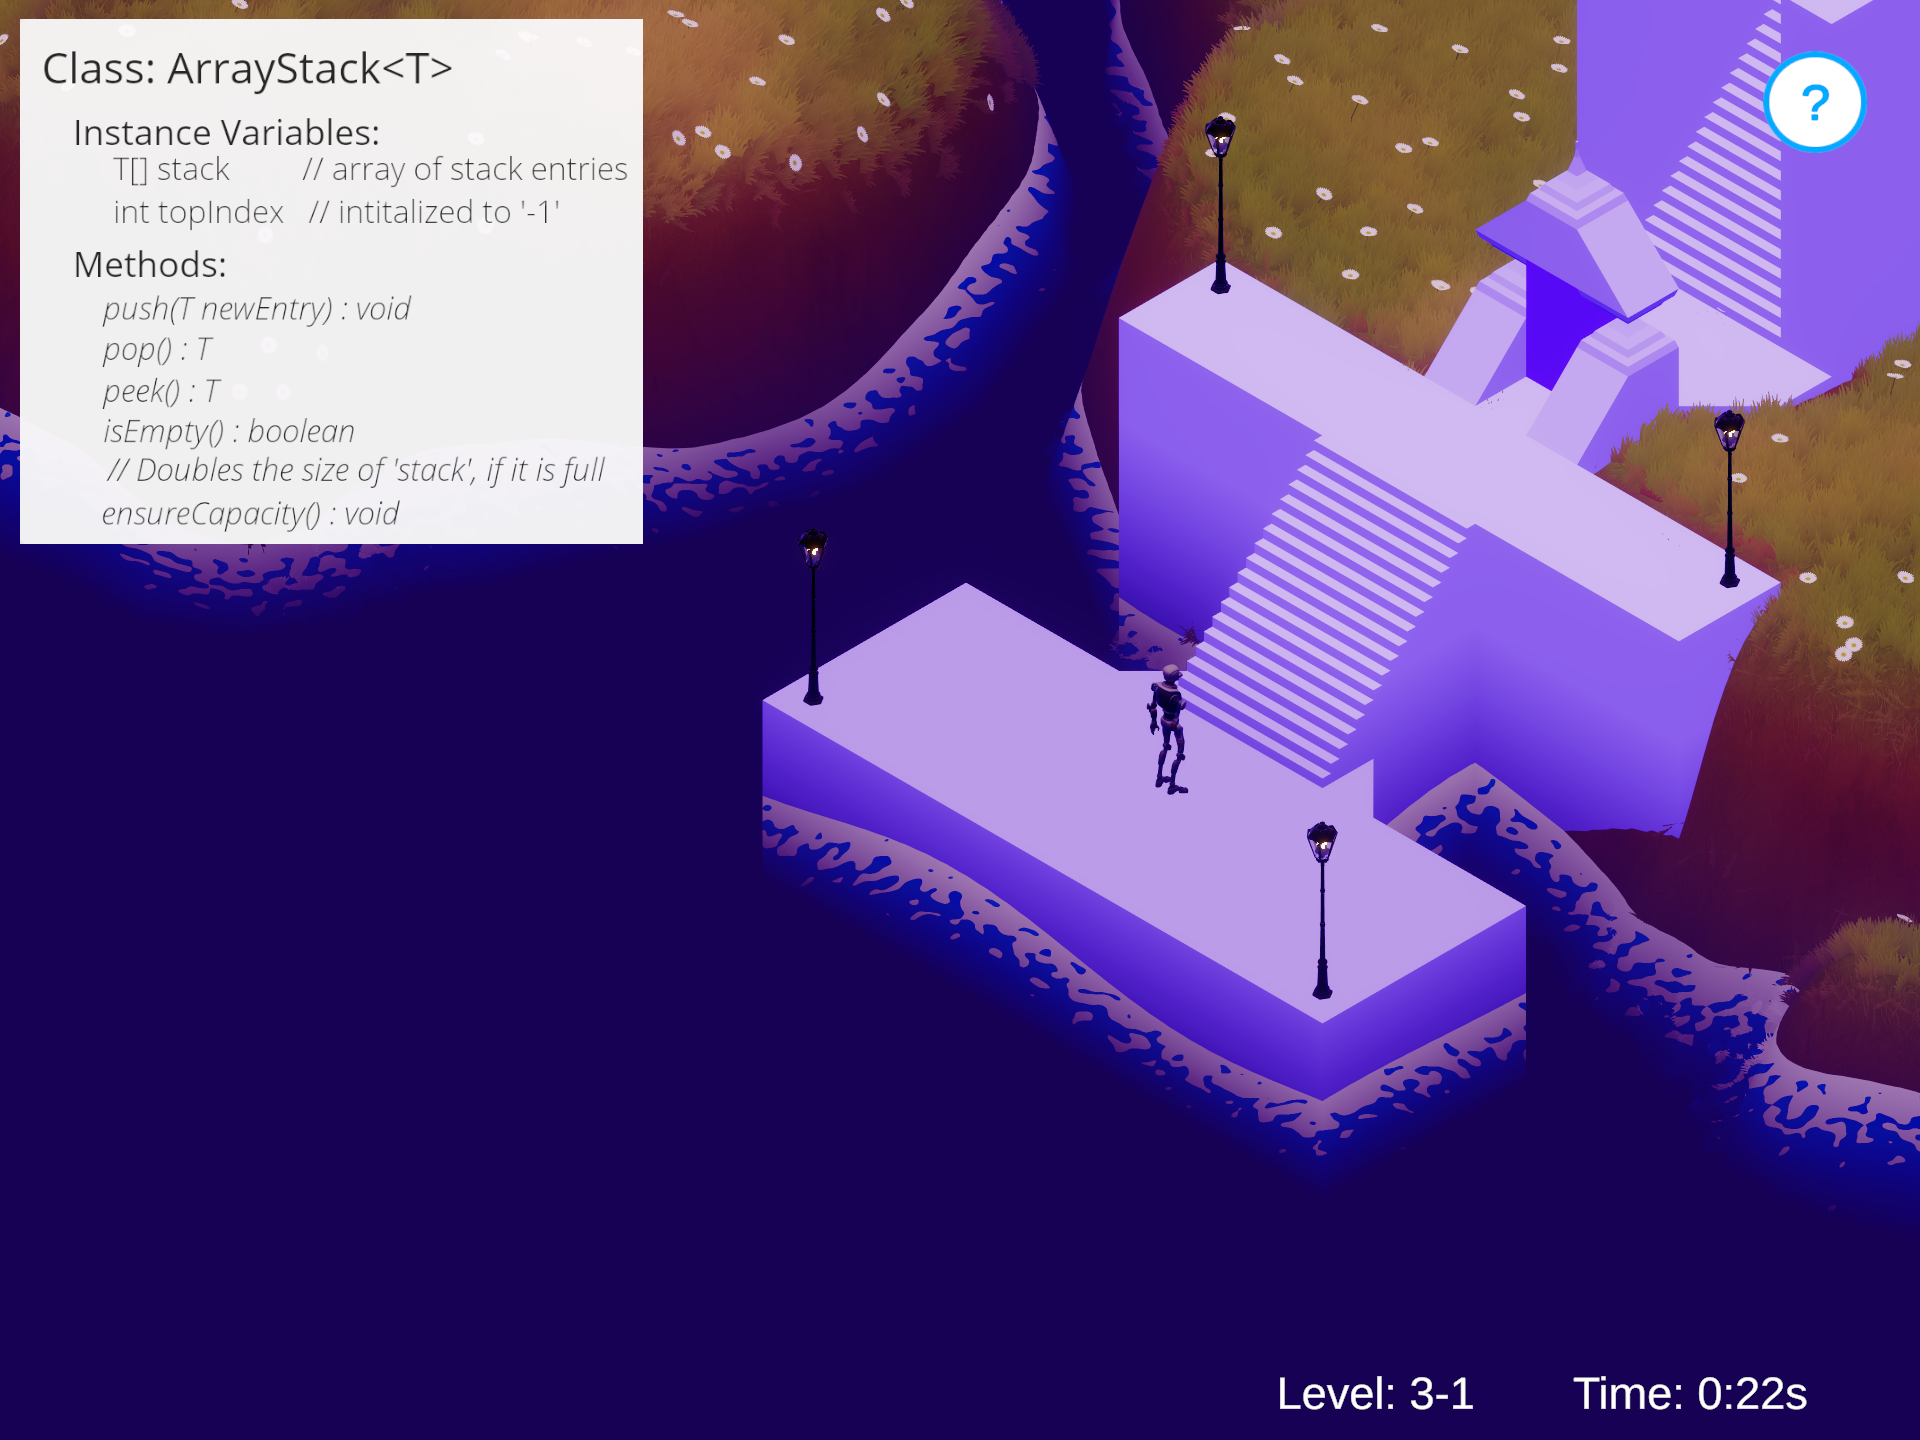 Class: ArrayStack<T>
Instance Variables:
T[] stack // array of stack entries
int topIndex // intitalized to '-1'
Methods:
push(T newEntry) : void
pop() : T
peek() : T
isEmpty() : boolean
// Doubles the size of 'stack', if it is full
ensureCapacity() : void
?
Level: 3-1 Time: 0:22s